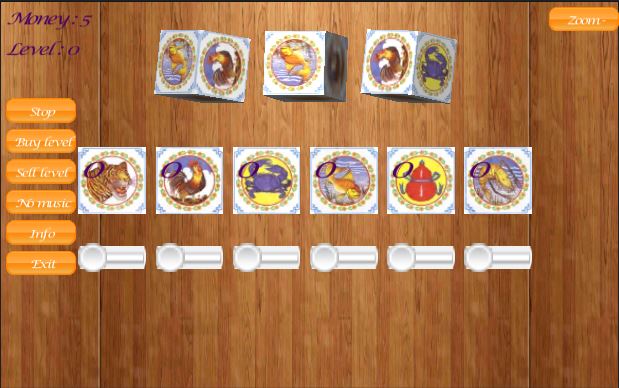 Money : 5
Level : 0
Zoom -
Stop
Buy level
Sell level
No music
Info
Exit
0 0 0 0 0 0